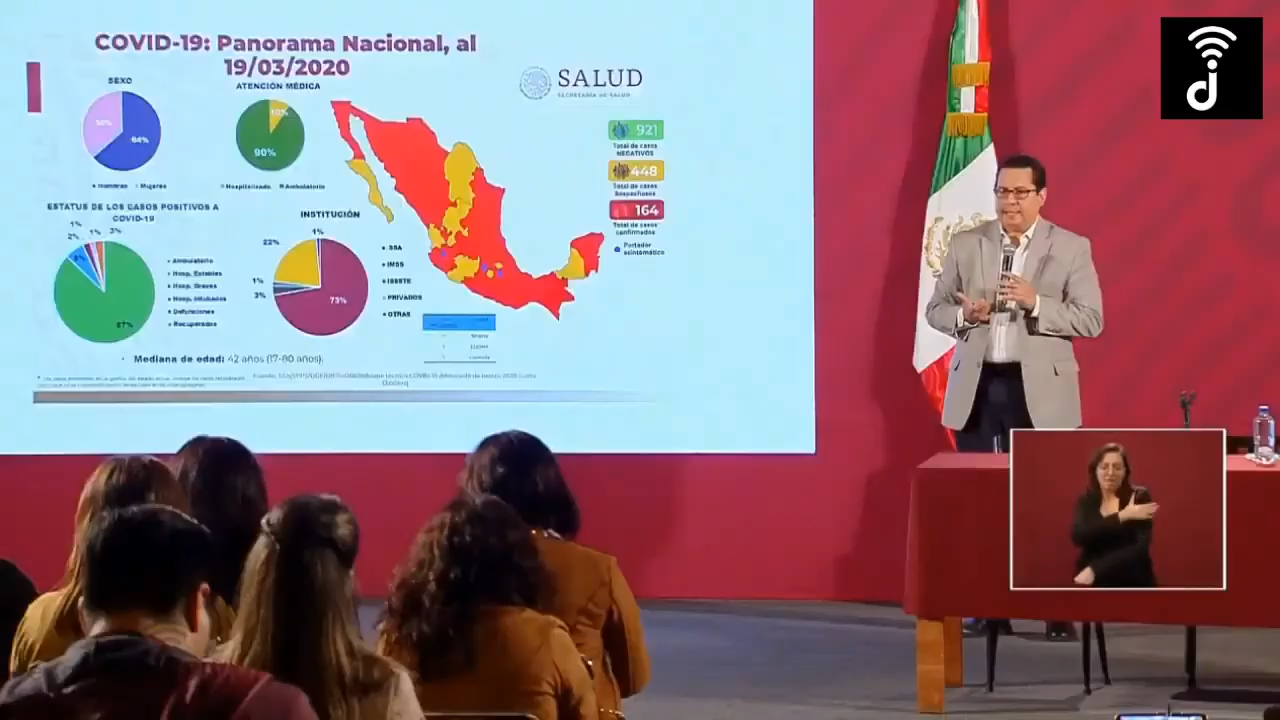 COVID-19: Panorama Nacional, al
19/03/2020
SEXO
64%
ATENCIÓN MÉDICA
10%
90%
Hombres Mujeres
Hospitalizado Ambulatorio
SALUD
SECRETARÍA DE SALUD
921
Total de casos
NEGATIVOS
448
Total de casos
Sospechosos
164
Total de casos
confirmados
Portador
asintomático
ESTATUS DE LOS CASOS POSITIVOS A
COVID-19
1%
2%
1%
3%
87%
Ambulatorio
Hosp. Estables
Hosp. Graves
Hosp. Intubados
Defunciones
Recuperados
INSTITUCIÓN
1%
22%
1%
3%
73%
SSA
IMSS
ISSSTE
PRIVADOS
OTRAS
Mediana de edad: 42 años (17-80 años).